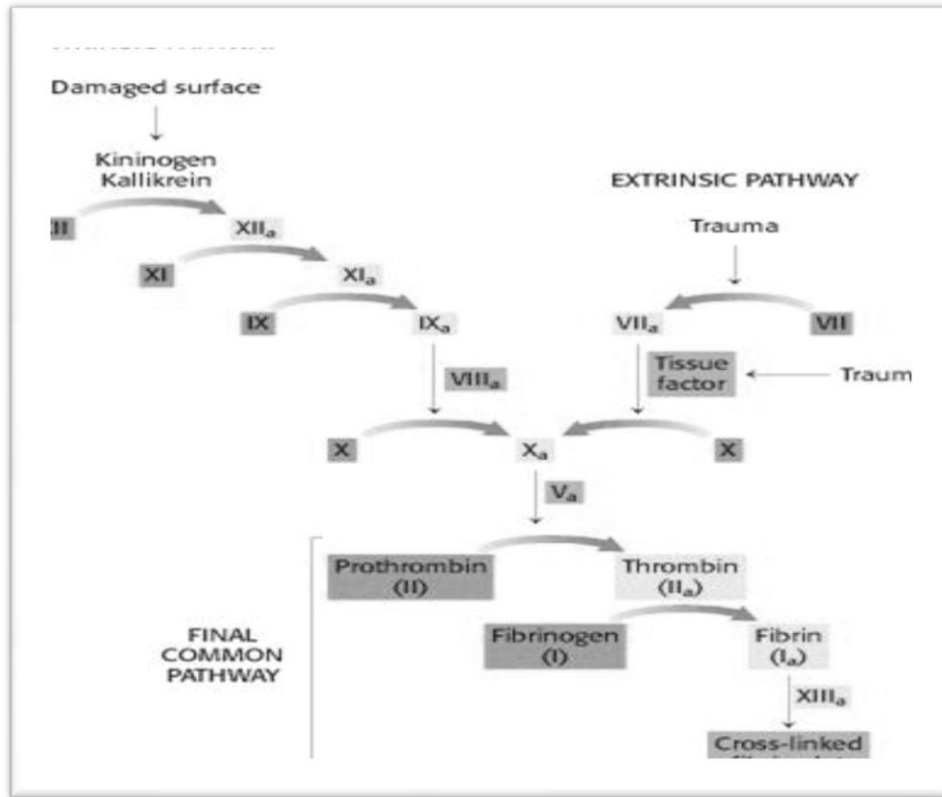 Damaged surface
Kininogen
Kallikrein
EXTRINSIC PATHWAY
Trauma
XIIₐ
XI
XIₐ
IX
IXₐ
VIIₐ
VII
VIIIₐ
Tissue
factor
Traum
X
Xₐ
X
Vₐ
Prothrombin
(II)
Thrombin
(IIₐ)
FINAL
COMMON
PATHWAY
Fibrinogen
(I)
Fibrin
(Iₐ)
XIIIₐ
Cross-linked